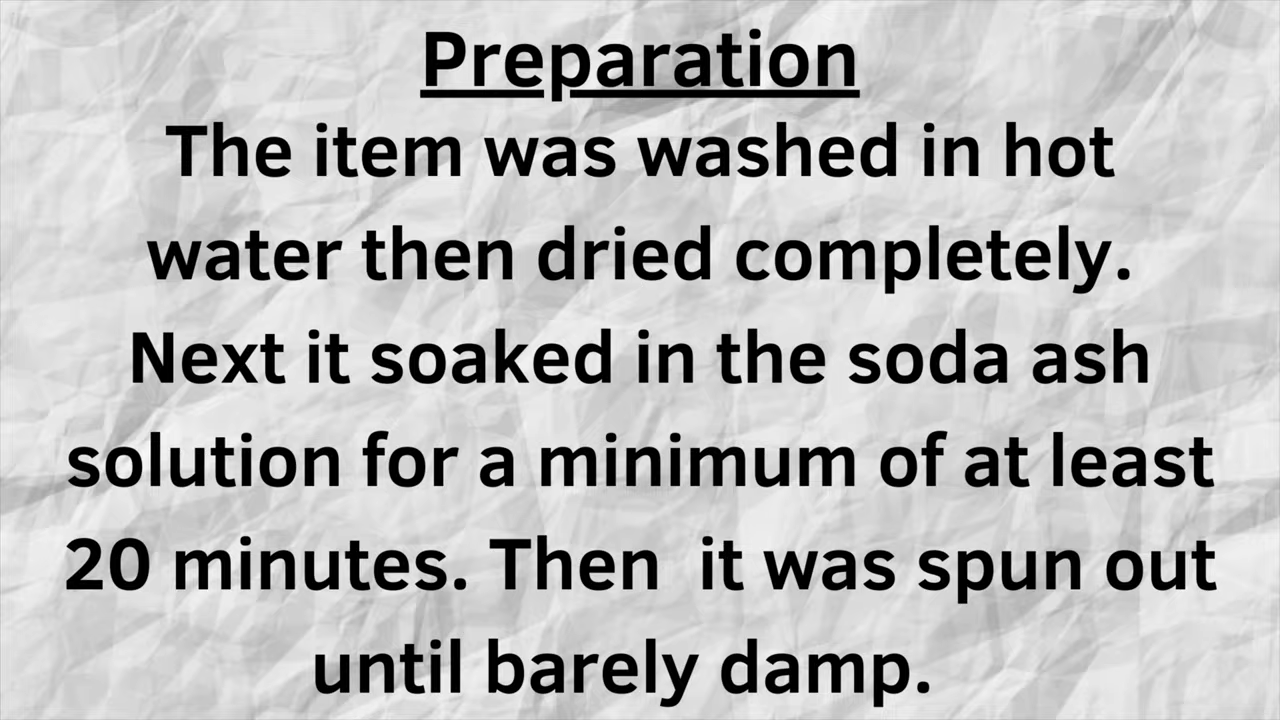 Preparation
The item was washed in hot
water then dried completely.
Next it soaked in the soda ash
solution for a minimum of at least
20 minutes. Then  it was spun out
until barely damp.